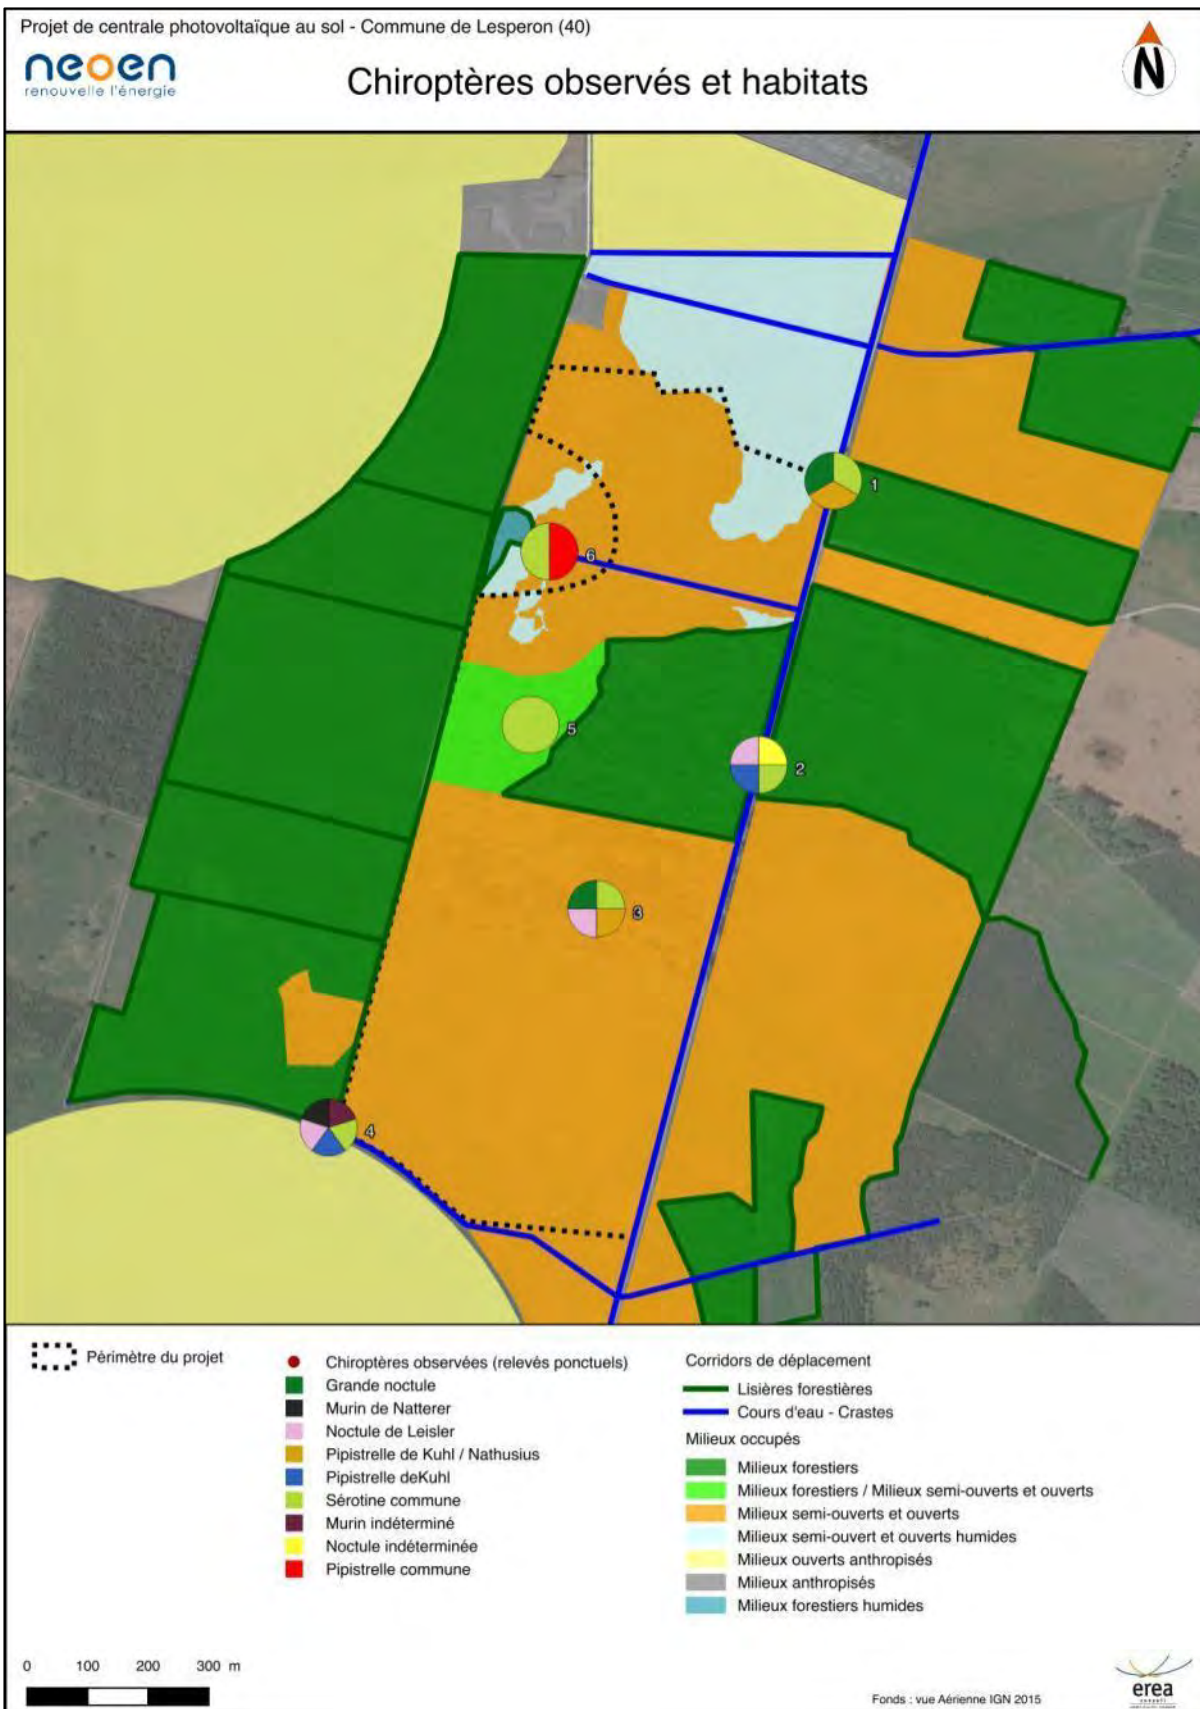 Projet de centrale photovoltaïque au sol - Commune de Lesperon (40)
neoen
renouvelle l'énergie
Chiroptères observés et habitats
N
1
6
5
2
3
4
Périmètre du projet
Chiroptères observées (relevés ponctuels)
Grande noctule
Murin de Natterer
Noctule de Leisler
Pipistrelle de Kuhl / Nathusius
Pipistrelle deKuhl
Sérotine commune
Murin indéterminé
Noctule indéterminée
Pipistrelle commune
Corridors de déplacement
Lisières forestières
Cours d'eau - Crastes
Milieux occupés
Milieux forestiers
Milieux forestiers / Milieux semi-ouverts et ouverts
Milieux semi-ouverts et ouverts
Milieux semi-ouvert et ouverts humides
Milieux ouverts anthropisés
Milieux anthropisés
Milieux forestiers humides
0 100 200 300 m
Fonds : vue Aérienne IGN 2015
erea